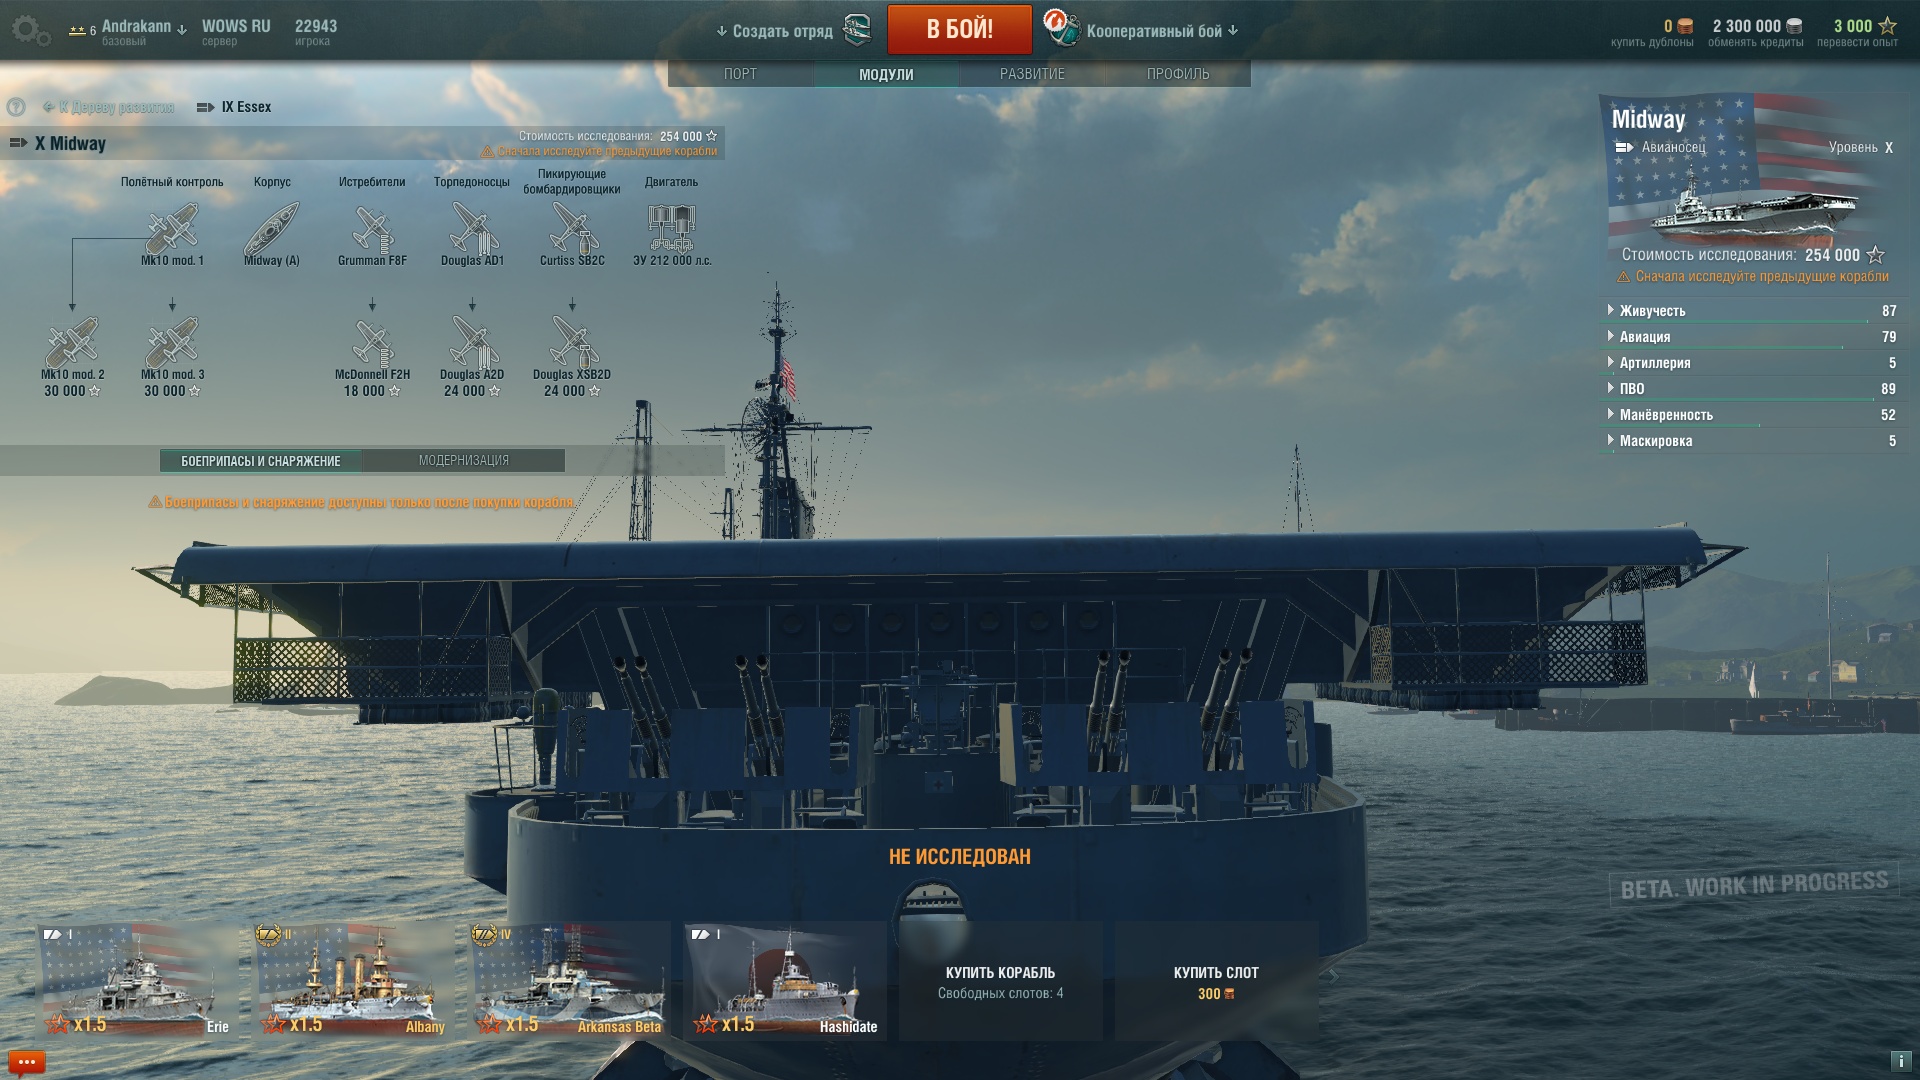 6 Andrakann
базовый
WOWS RU
сервер
22943
игрока
Создать отряд
В БОЙ!
Кооперативный бой
0
купить дублоны
2 300 000
обменять кредиты
3 000
перевести опыт
ПОРТ
МОДУЛИ
РАЗВИТИЕ
ПРОФИЛЬ
К Дереву развития
IX Essex
X Midway
Стоимость исследования: 254 000
Сначала исследуйте предыдущие корабли
Полётный контроль
Корпус
Истребители
Торпедоносцы
Пикирующие
бомбардировщики
Двигатель
Mk10 mod. 1
Midway (A)
Grumman F8F
Douglas AD1
Curtiss SB2C
ЭУ 212 000 л.с.
Mk10 mod. 2
30 000
Mk10 mod. 3
30 000
McDonnell F2H
18 000
Douglas A2D
24 000
Douglas XSB2D
24 000
БОЕПРИПАСЫ И СНАРЯЖЕНИЕ
МОДЕРНИЗАЦИЯ
Боеприпасы и снаряжение доступны только после покупки корабля.
Midway
Авианосец
Уровень X
Стоимость исследования: 254 000
Сначала исследуйте предыдущие корабли
Живучесть 87
Авиация 79
Артиллерия 5
ПВО 89
Манёвренность 52
Маскировка 5
НЕ ИССЛЕДОВАН
BETA. WORK IN PROGRESS
I
x1.5
Erie
II
x1.5
Albany
IV
x1.5
Arkansas Beta
I
x1.5
Hashidate
КУПИТЬ КОРАБЛЬ
Свободных слотов: 4
КУПИТЬ СЛОТ
300